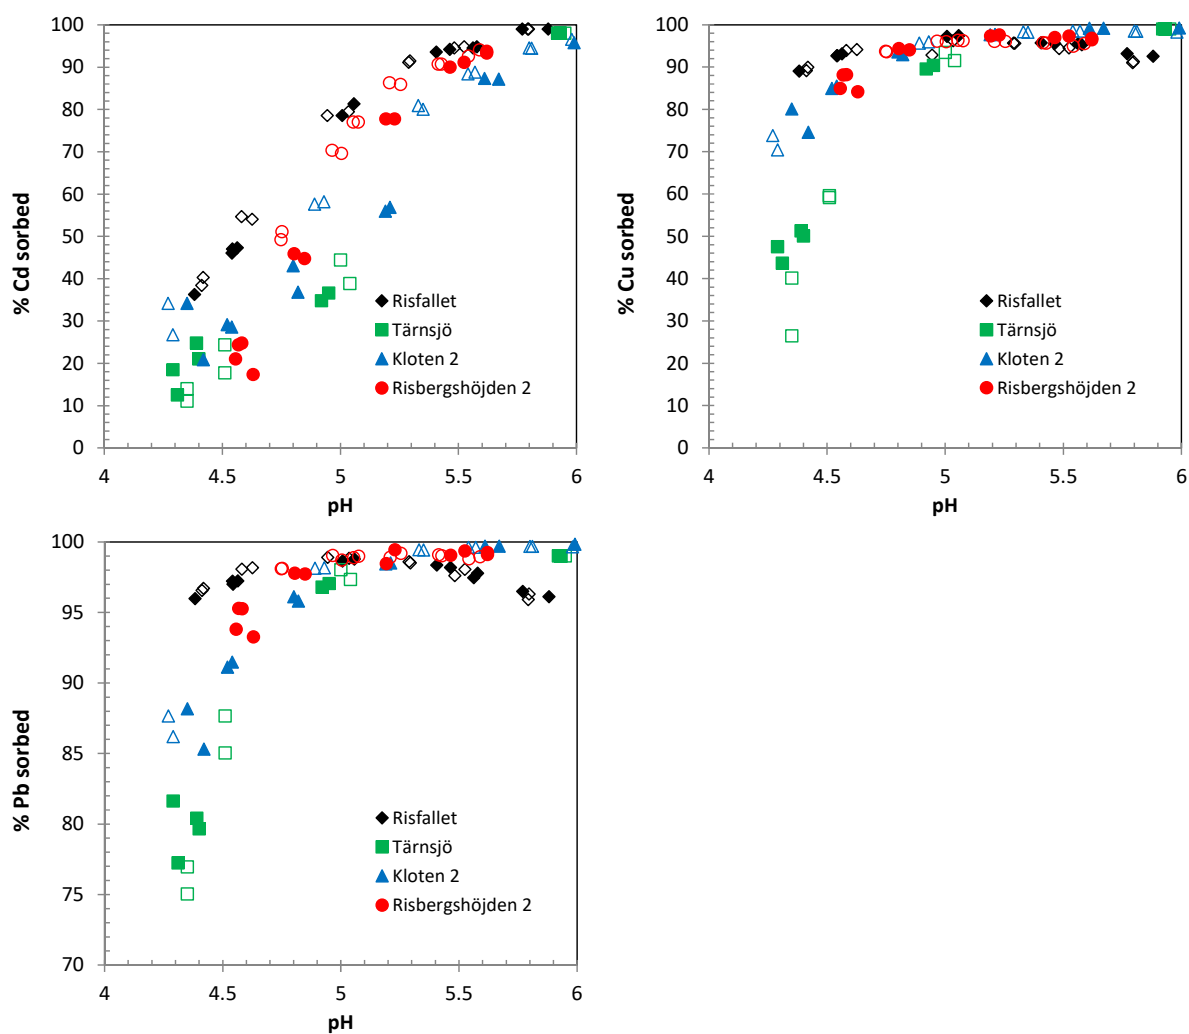 100
90
80
70
60
50
40
30
20
10
0
% Cd sorbed
4
4.5
5
5.5
6
pH
Risfallet
Tärnsjö
Kloten 2
Risbergshöjden 2
100
90
80
70
60
50
40
30
20
10
0
% Cu sorbed
4
4.5
5
5.5
6
pH
Risfallet
Tärnsjö
Kloten 2
Risbergshöjden 2
100
95
90
85
80
75
70
% Pb sorbed
4
4.5
5
5.5
6
pH
Risfallet
Tärnsjö
Kloten 2
Risbergshöjden 2